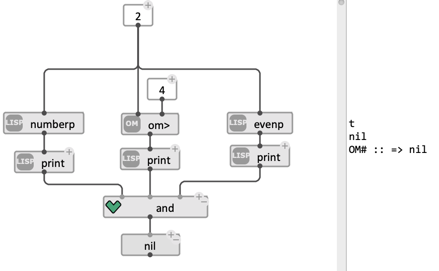 2
4
LISP numberp
OM om>
LISP evenp
LISP print
LISP print
LISP print
and
nil
t
nil
OM# :: => nil